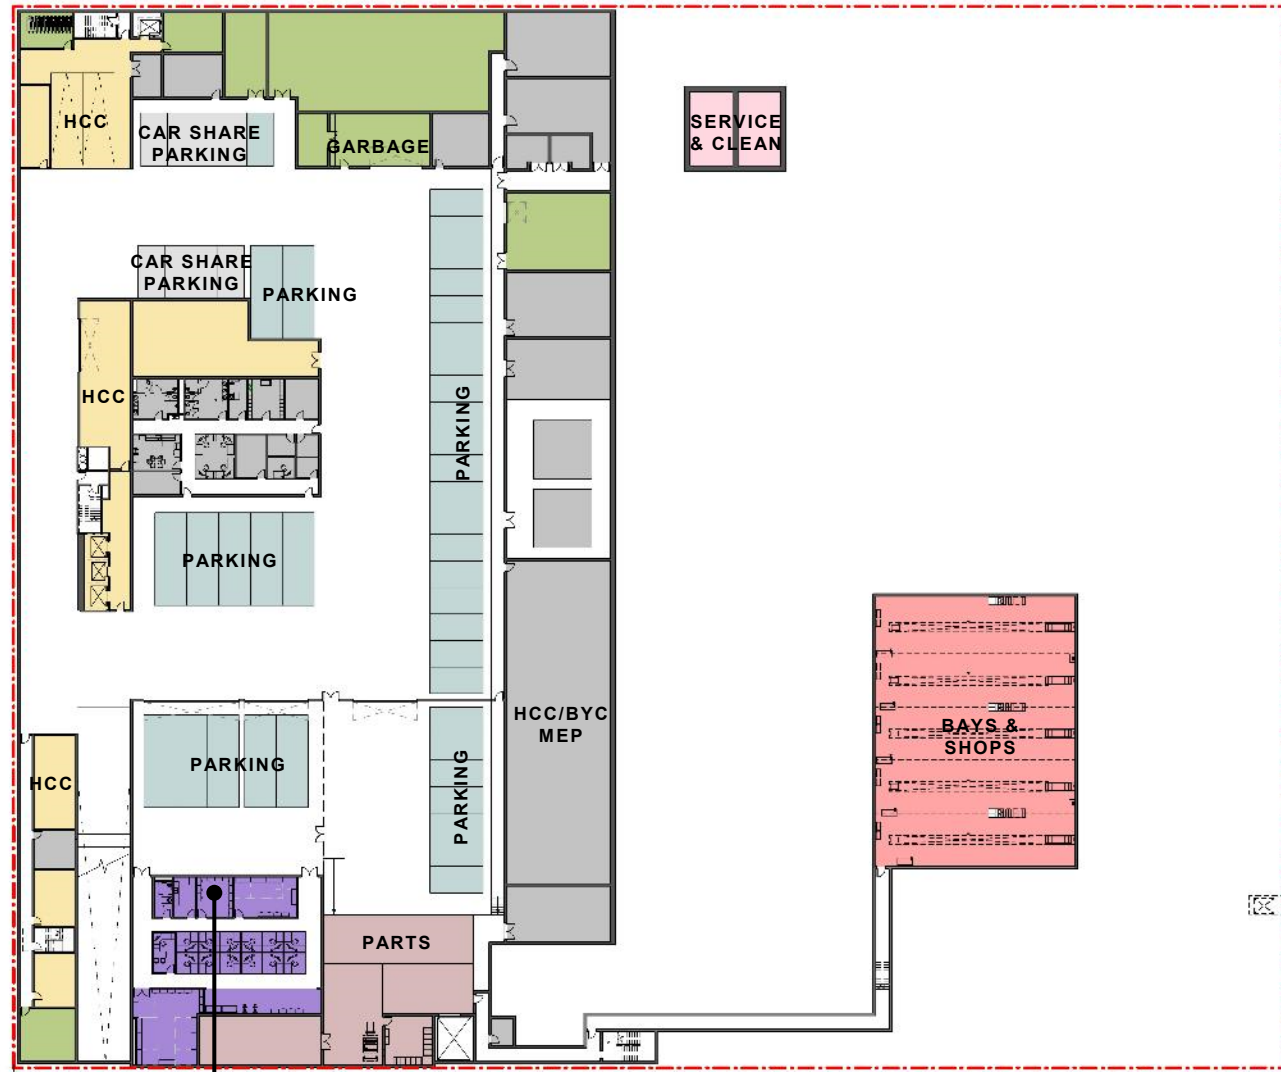 HCC
CAR SHARE
PARKING
GARBAGE
SERVICE
& CLEAN
CAR SHARE
PARKING
PARKING
HCC
PARKING
PARKING
HCC/BYC
MEP
BAYS &
SHOPS
PARKING
PARKING
HCC
PARTS